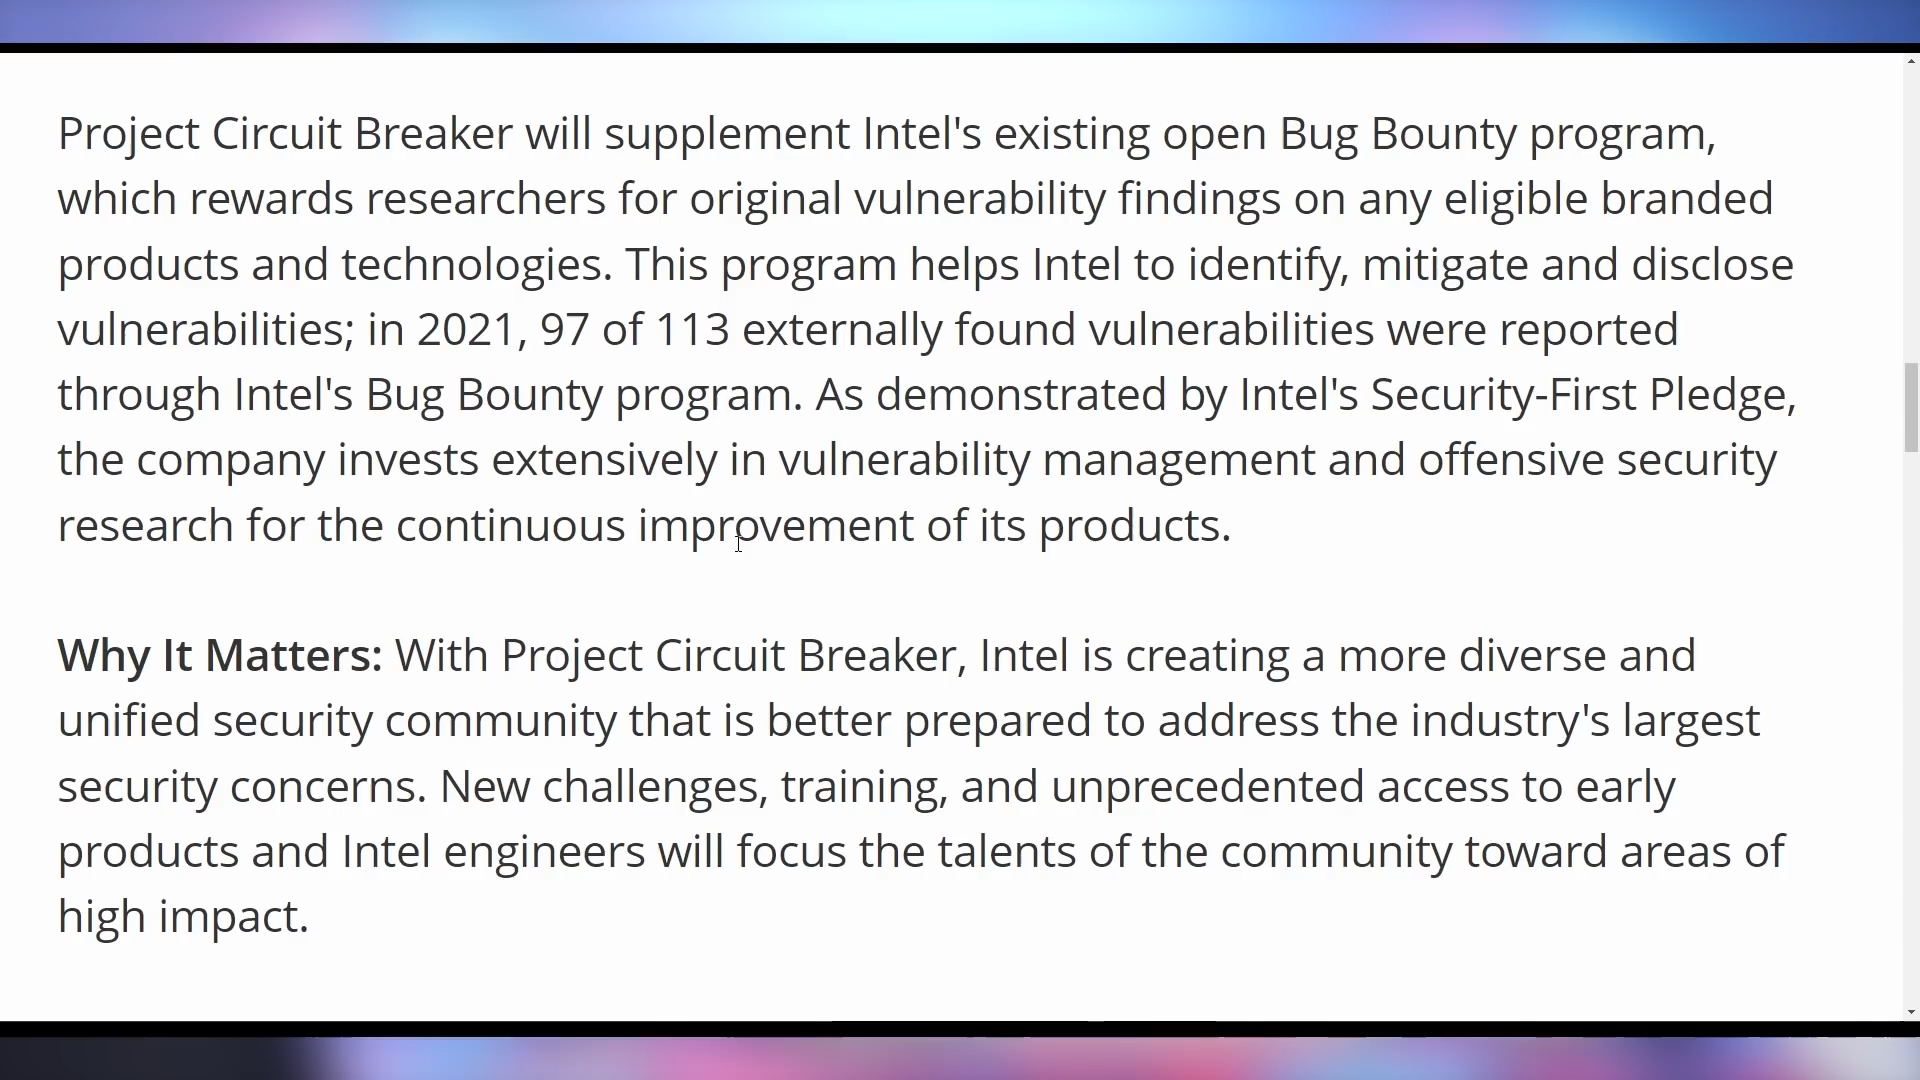 Project Circuit Breaker will supplement Intel's existing open Bug Bounty program,
which rewards researchers for original vulnerability findings on any eligible branded
products and technologies. This program helps Intel to identify, mitigate and disclose
vulnerabilities; in 2021, 97 of 113 externally found vulnerabilities were reported
through Intel's Bug Bounty program. As demonstrated by Intel's Security-First Pledge,
the company invests extensively in vulnerability management and offensive security
research for the continuous improvement of its products.
Why It Matters: With Project Circuit Breaker, Intel is creating a more diverse and
unified security community that is better prepared to address the industry's largest
security concerns. New challenges, training, and unprecedented access to early
products and Intel engineers will focus the talents of the community toward areas of
high impact.